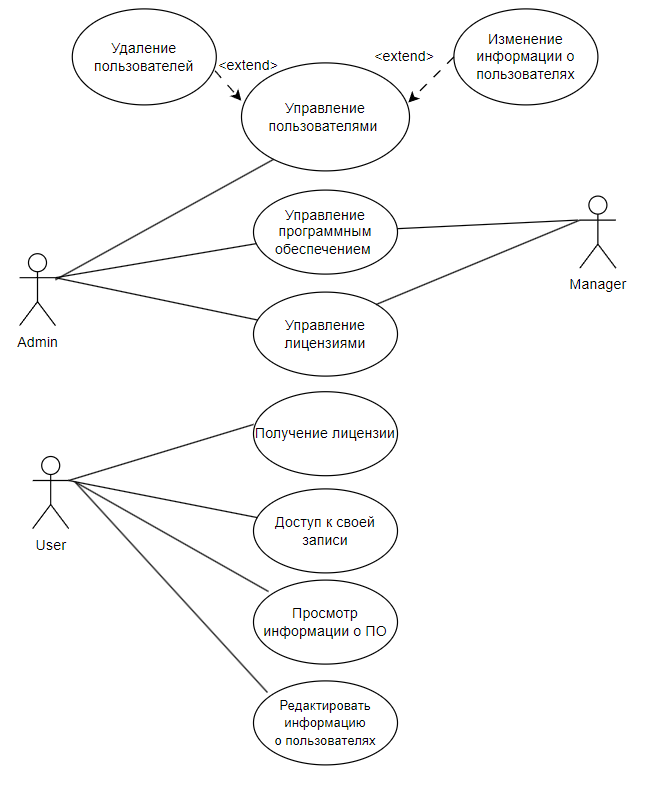 Удаление
пользователей
<extend>
<extend>
Изменение
информации о
пользователях
Управление
пользователями
Управление
программным
обеспечением
Manager
Admin
Управление
лицензиями
Получение лицензии
User
Доступ к своей
записи
Просмотр
информации о ПО
Редактировать
информацию
о пользователях